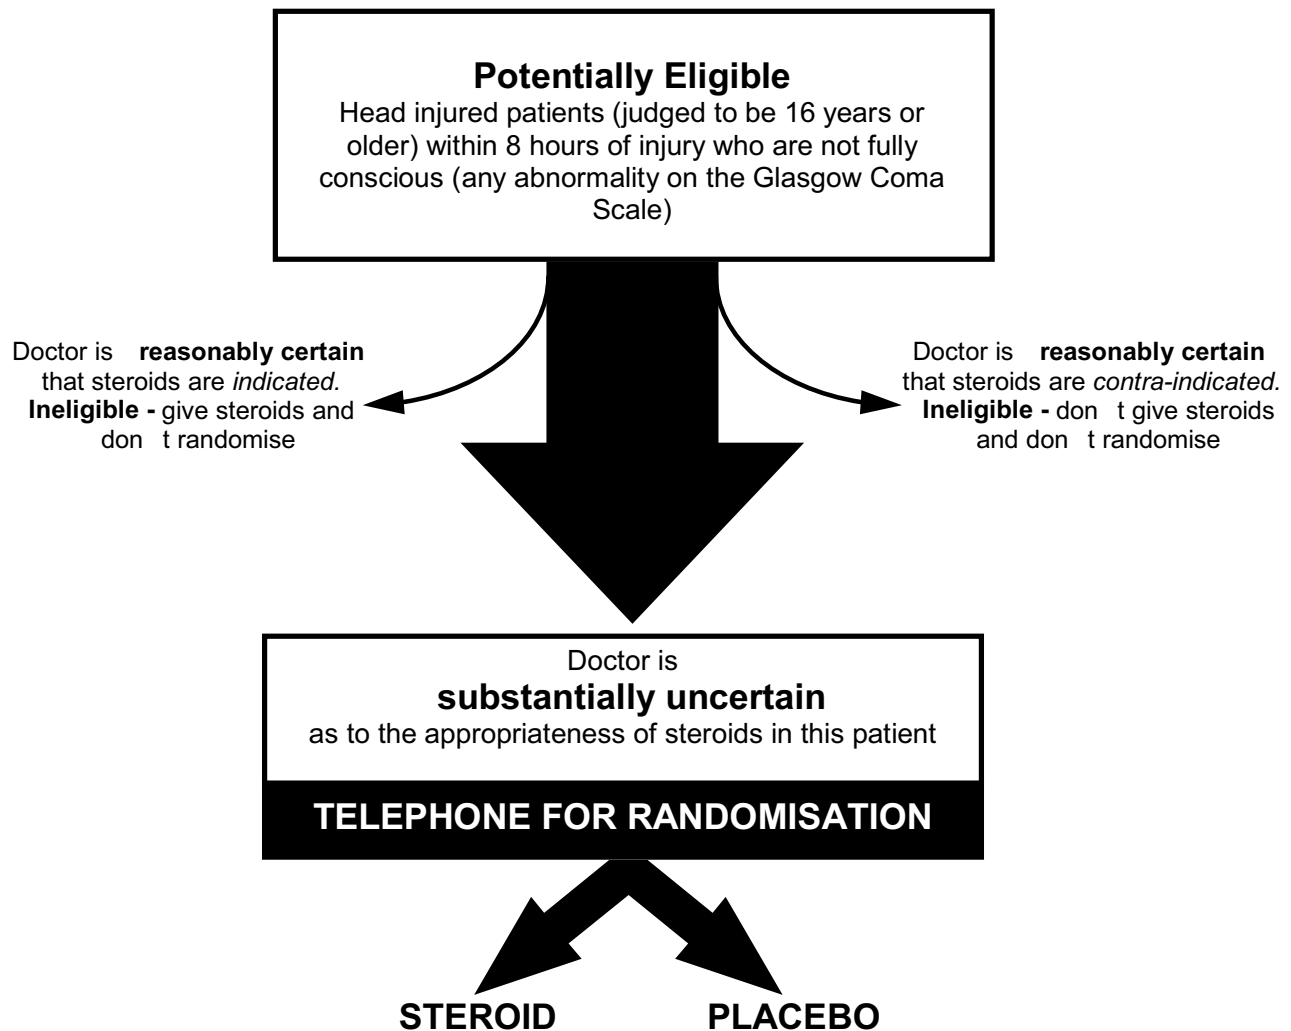 Potentially Eligible
Head injured patients (judged to be 16 years or
older) within 8 hours of injury who are not fully
conscious (any abnormality on the Glasgow Coma
Scale)
Doctor is reasonably certain
that steroids are indicated.
Ineligible - give steroids and
don t randomise
Doctor is reasonably certain
that steroids are contra-indicated.
Ineligible - don t give steroids
and don t randomise
Doctor is
substantially uncertain
as to the appropriateness of steroids in this patient
TELEPHONE FOR RANDOMISATION
STEROID
PLACEBO